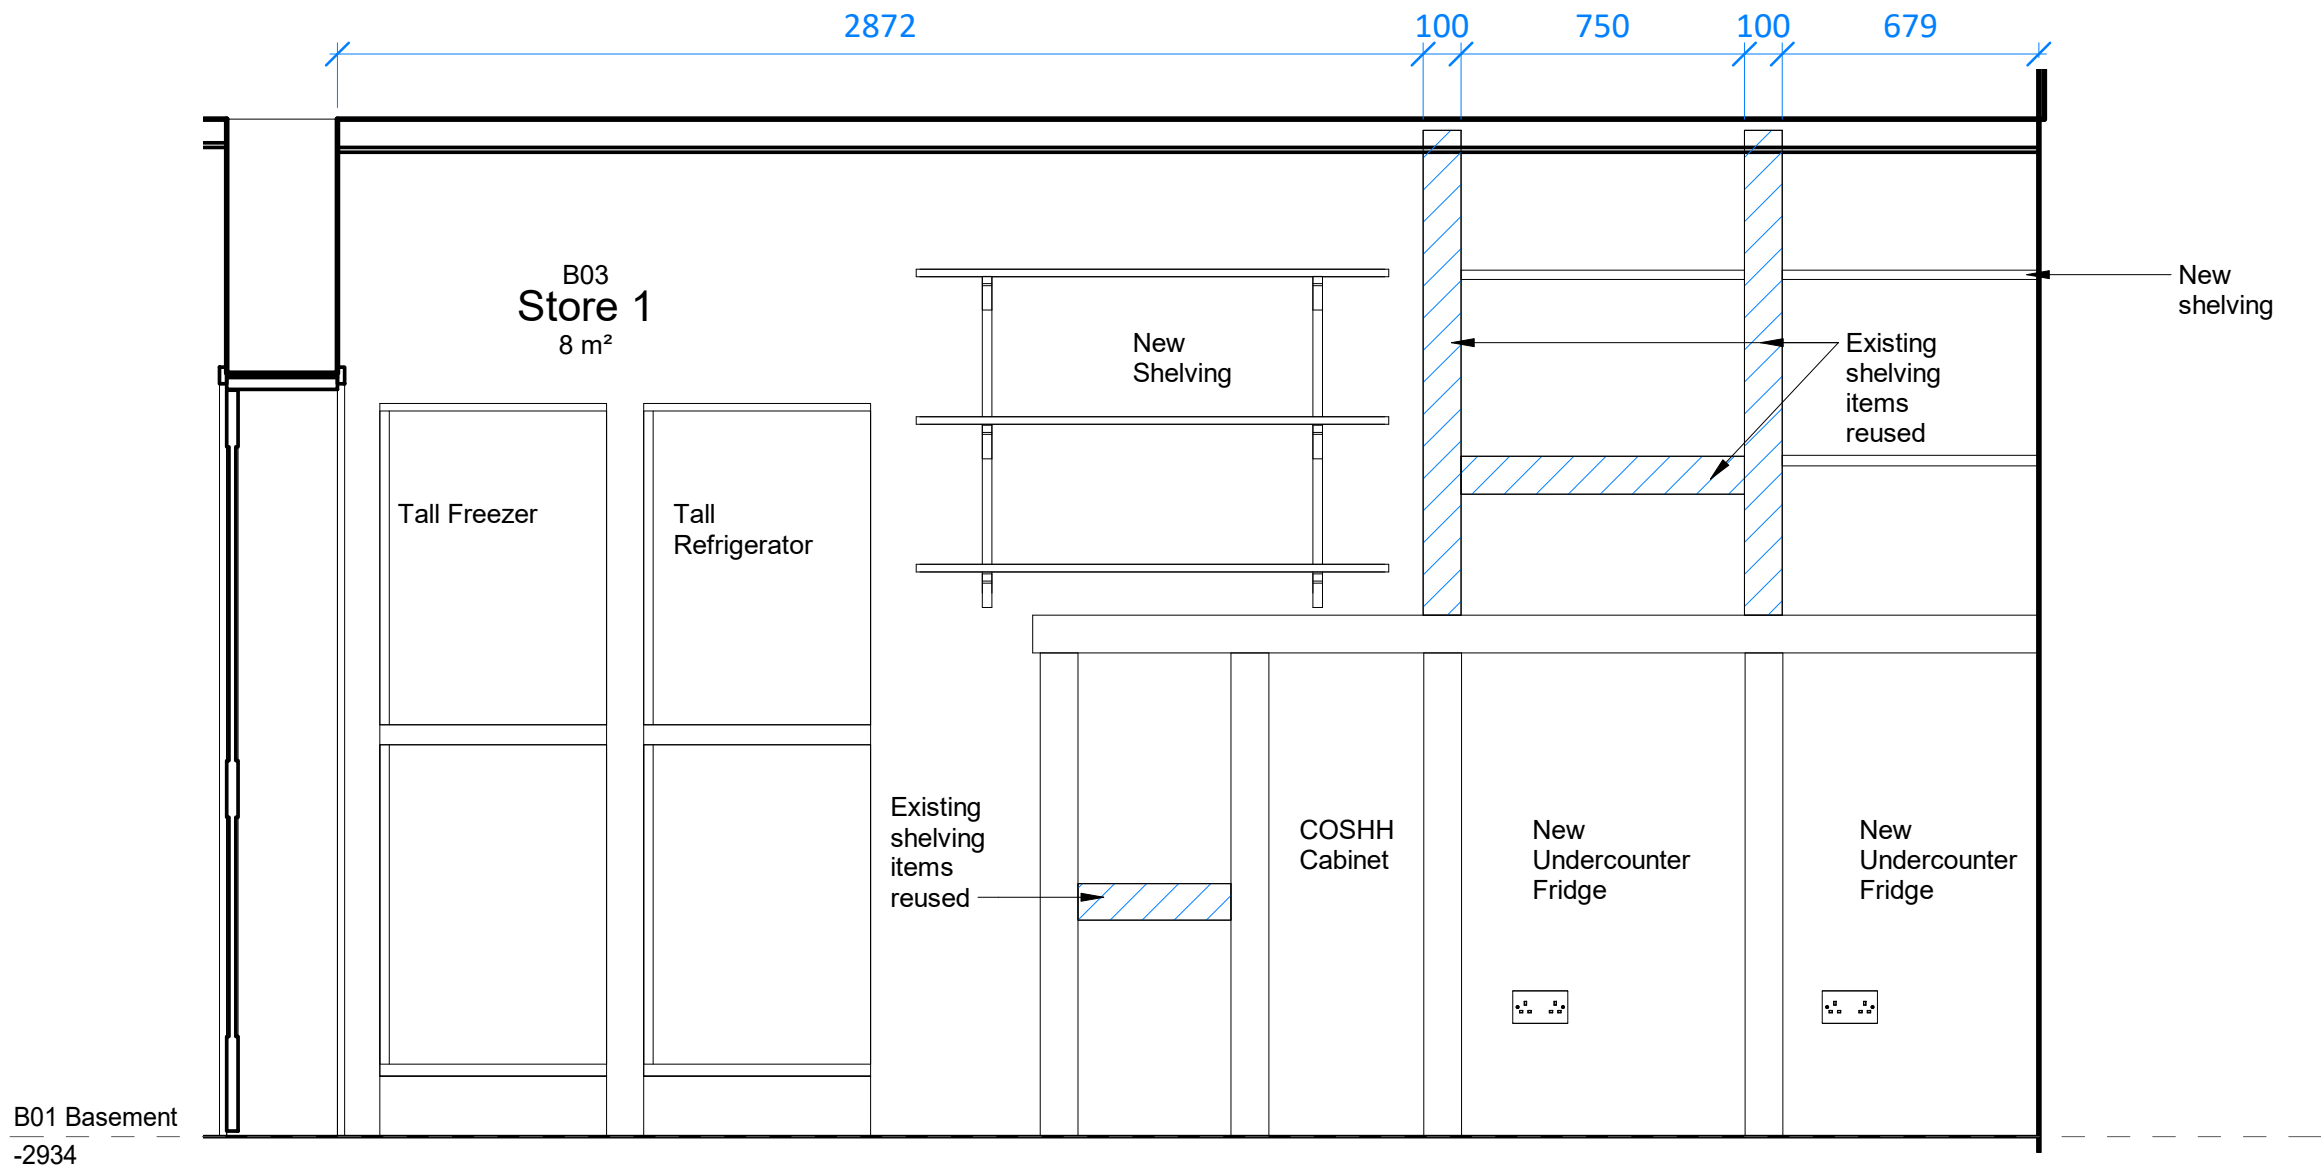 2872 100 750 100 679
B03
Store 1
8 m²
New
shelving
New
Shelving
Existing
shelving
items
reused
Tall Freezer
Tall
Refrigerator
Existing
shelving
items
reused
COSHH
Cabinet
New
Undercounter
Fridge
New
Undercounter
Fridge
B01 Basement
-2934